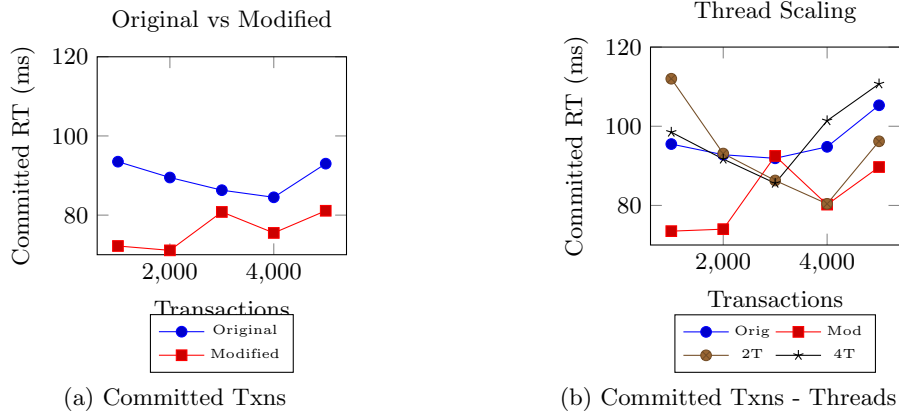 Original vs Modified
120
100
80
Committed RT (ms)
2,000
4,000
Transactions
Original
Modified
(a) Committed Txns
Thread Scaling
120
100
80
Committed RT (ms)
2,000
4,000
Transactions
Orig
Mod
2T
4T
(b) Committed Txns - Threads